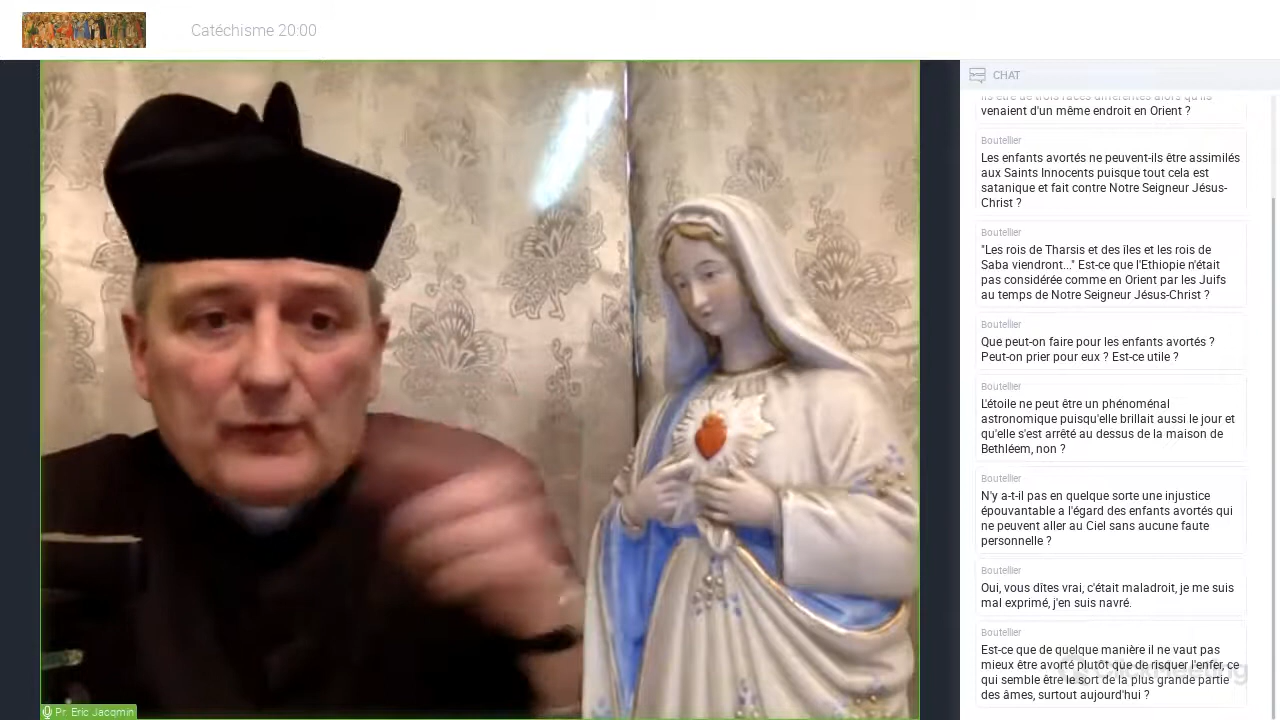 Catéchisme 20:00
CHAT
venaient d'un même endroit en Orient ?
Boutellier
Les enfants avortés ne peuvent-ils être assimilés
aux Saints Innocents puisque tout cela est
satanique et fait contre Notre Seigneur Jésus-
Christ ?
Boutellier
"Les rois de Tharsis et des îles et les rois de
Saba viendront..." Est-ce que l'Ethiopie n'était
pas considérée comme en Orient par les Juifs
au temps de Notre Seigneur Jésus-Christ ?
Boutellier
Que peut-on faire pour les enfants avortés ?
Peut-on prier pour eux ? Est-ce utile ?
Boutellier
L'étoile ne peut être un phénoménal
astronomique puisqu'elle brillait aussi le jour et
qu'elle s'est arrêté au dessus de la maison de
Bethléem, non ?
Boutellier
N'y a-t-il pas en quelque sorte une injustice
épouvantable a l'égard des enfants avortés qui
ne peuvent aller au Ciel sans aucune faute
personnelle ?
Boutellier
Oui, vous dîtes vrai, c'était maladroit, je me suis
mal exprimé, j'en suis navré.
Boutellier
Est-ce que de quelque manière il ne vaut pas
mieux être avorté plutôt que de risquer l'enfer, ce
qui semble être le sort de la plus grande partie
des âmes, surtout aujourd'hui ?
Pr. Eric Jacqmin